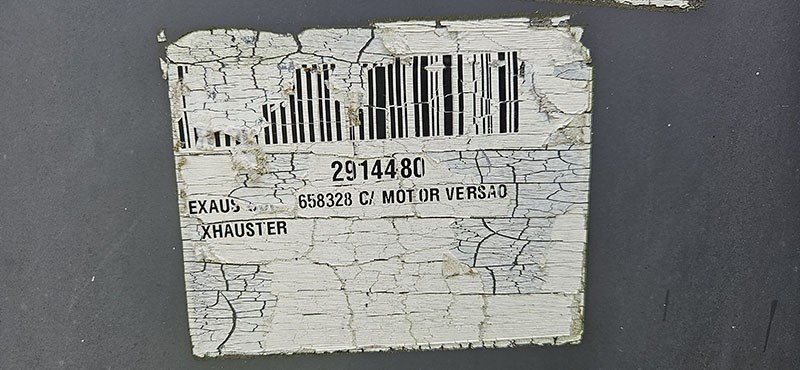 2914480
EXAUS 658328 C/ MOTOR VERSAO
XHAUSTER